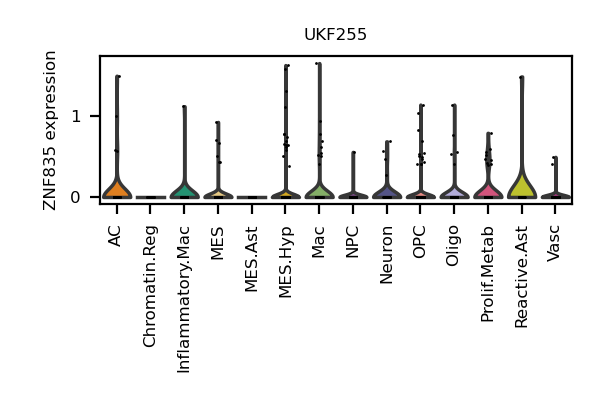 UKF255
ZNF835 expression
1
0
AC
Chromatin.Reg
Inflammatory.Mac
MES
MES.Ast
MES.Hyp
Mac
NPC
Neuron
OPC
Oligo
Prolif.Metab
Reactive.Ast
Vasc